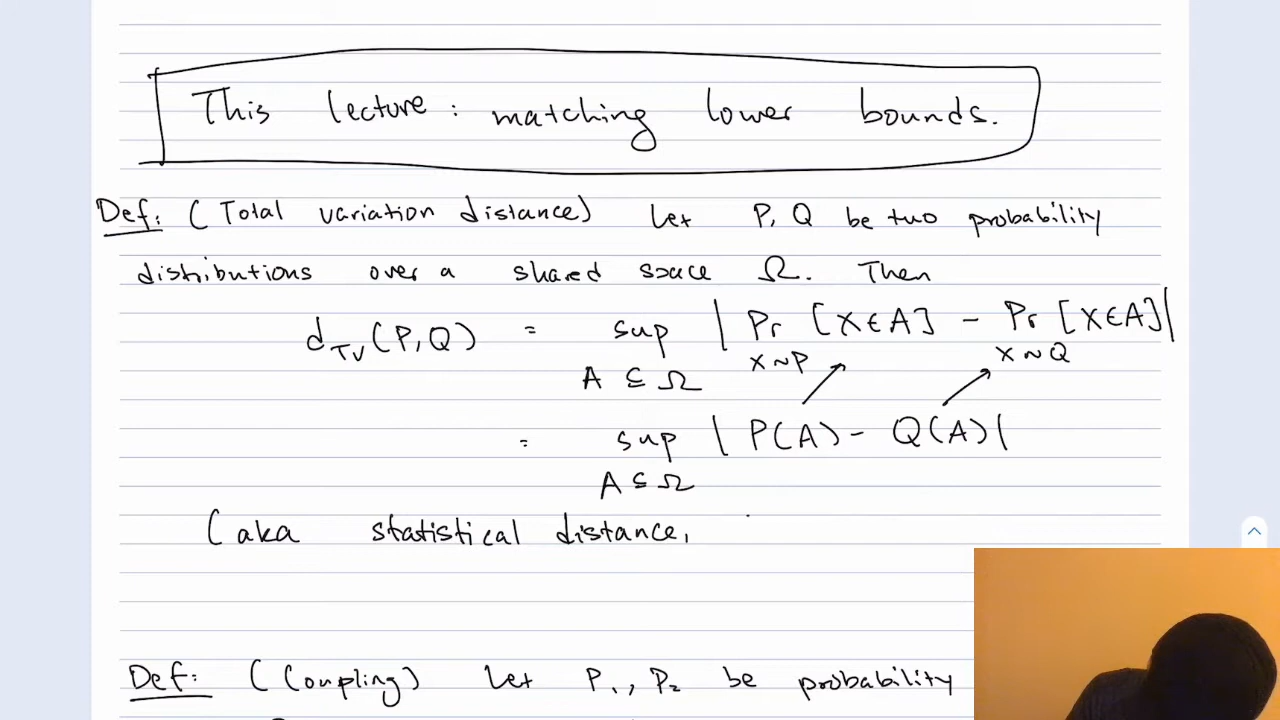 This lecture: matching lower bounds.
Def: (Total variation distance) Let P, Q be two probability
distributions over a shared space Ω. Then
d_TV(P,Q) = sup | Pr [X∈A] - Pr [X∈A] |
A ⊆ Ω X~P X~Q
= sup | P(A) - Q(A) |
A ⊆ Ω
(aka statistical distance,
Def: (Coupling) Let P₁, P₂ be probability